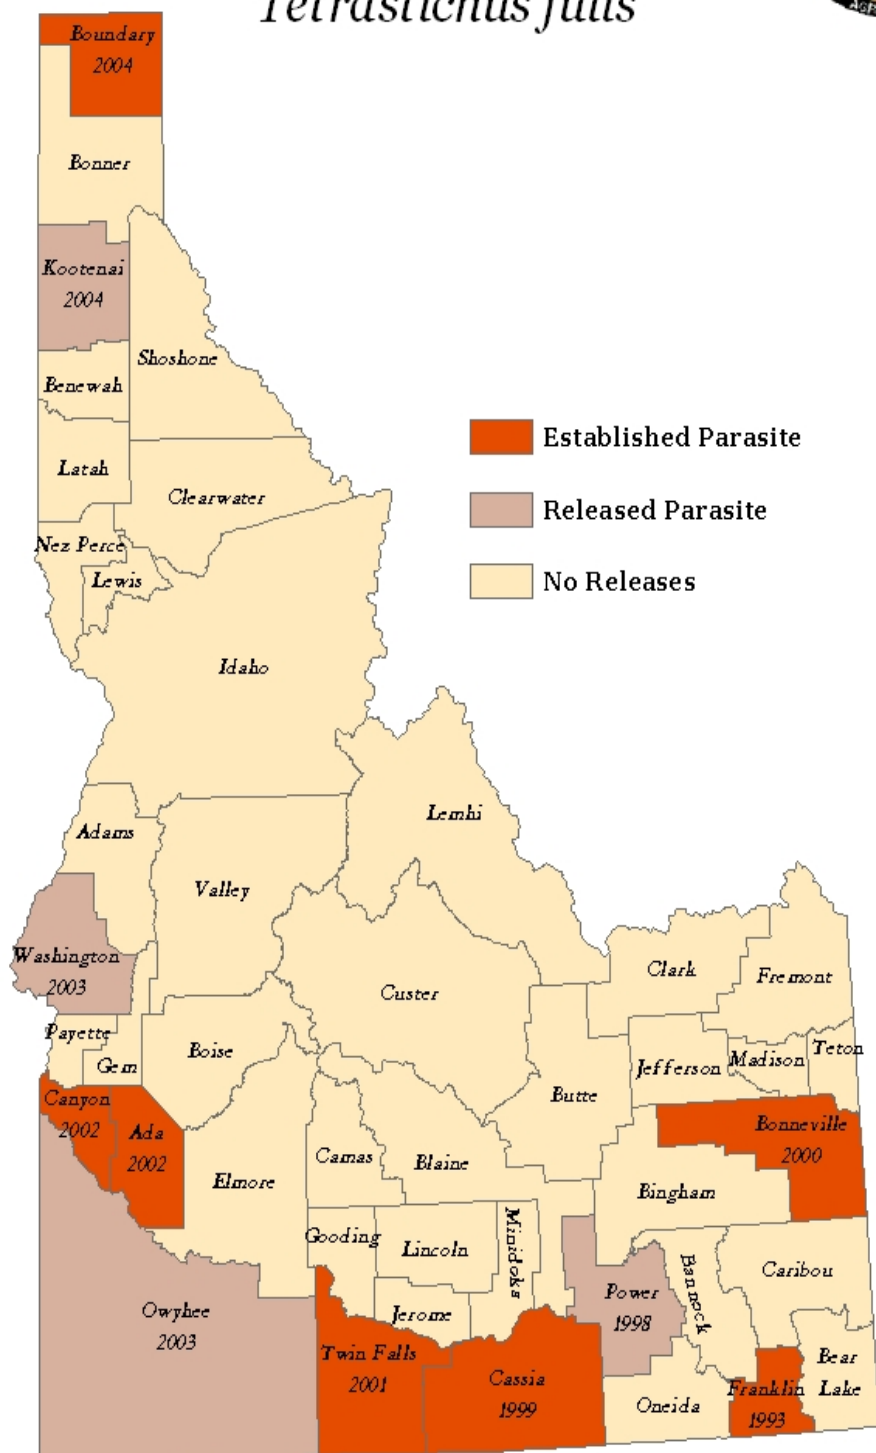 Tetrastichus julis
Boundary
2004
Bonner
Kootenai
2004
Shoshone
Benewah
Established Parasite
Latah
Clearwater
Released Parasite
Nez Perce
Lewis
No Releases
Idaho
Lemhi
Adams
Valley
Washington
2003
Clark
Fremont
Custer
Payette
Gem
Boise
Teton
Madison
Jefferson
Butte
Canyon
2002
Ada
2002
Bonneville
2000
Camas
Blaine
Elmore
Bingham
Gooding
Lincoln
Minidoka
Bannock
Caribou
Power
1998
Owyhee
2003
Jerome
Twin Falls
2001
Cassia
1999
Bear
Lake
Franklin
1993
Oneida